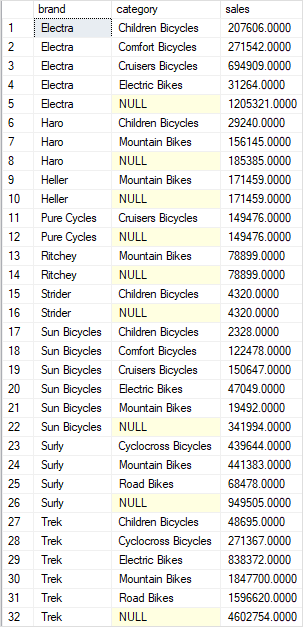 brand category sales
1 Electra Children Bicycles 207606.0000
2 Electra Comfort Bicycles 271542.0000
3 Electra Cruisers Bicycles 694909.0000
4 Electra Electric Bikes 31264.0000
5 Electra NULL 1205321.0000
6 Haro Children Bicycles 29240.0000
7 Haro Mountain Bikes 156145.0000
8 Haro NULL 185385.0000
9 Heller Mountain Bikes 171459.0000
10 Heller NULL 171459.0000
11 Pure Cycles Cruisers Bicycles 149476.0000
12 Pure Cycles NULL 149476.0000
13 Ritchey Mountain Bikes 78899.0000
14 Ritchey NULL 78899.0000
15 Strider Children Bicycles 4320.0000
16 Strider NULL 4320.0000
17 Sun Bicycles Children Bicycles 2328.0000
18 Sun Bicycles Comfort Bicycles 122478.0000
19 Sun Bicycles Cruisers Bicycles 150647.0000
20 Sun Bicycles Electric Bikes 47049.0000
21 Sun Bicycles Mountain Bikes 19492.0000
22 Sun Bicycles NULL 341994.0000
23 Surly Cyclocross Bicycles 439644.0000
24 Surly Mountain Bikes 441383.0000
25 Surly Road Bikes 68478.0000
26 Surly NULL 949505.0000
27 Trek Children Bicycles 48695.0000
28 Trek Cyclocross Bicycles 271367.0000
29 Trek Electric Bikes 838372.0000
30 Trek Mountain Bikes 1847700.0000
31 Trek Road Bikes 1596620.0000
32 Trek NULL 4602754.0000